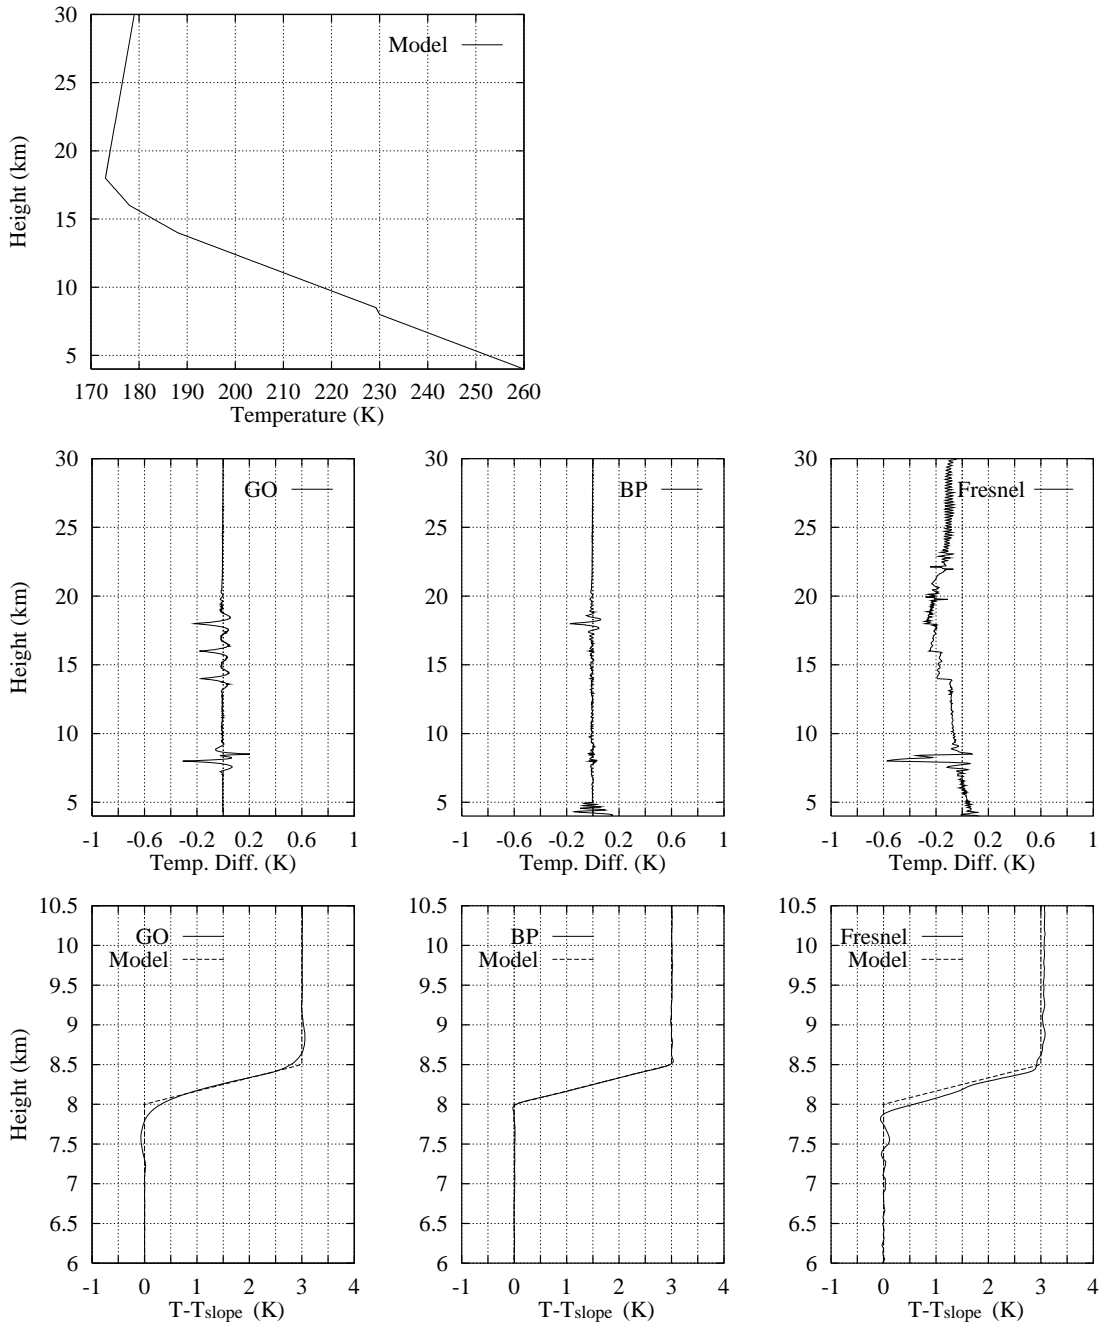 30
25
20
15
10
5
Height (km)
Model
170 180 190 200 210 220 230 240 250 260
Temperature (K)
30
25
20
15
10
5
Height (km)
GO
-1 -0.6 -0.2 0.2 0.6 1
Temp. Diff. (K)
30
25
20
15
10
5
BP
-1 -0.6 -0.2 0.2 0.6 1
Temp. Diff. (K)
30
25
20
15
10
5
Fresnel
-1 -0.6 -0.2 0.2 0.6 1
Temp. Diff. (K)
10.5
10
9.5
9
8.5
8
7.5
7
6.5
6
Height (km)
GO
Model
-1 0 1 2 3 4
T-Tslope (K)
10.5
10
9.5
9
8.5
8
7.5
7
6.5
6
BP
Model
-1 0 1 2 3 4
T-Tslope (K)
10.5
10
9.5
9
8.5
8
7.5
7
6.5
6
Fresnel
Model
-1 0 1 2 3 4
T-Tslope (K)